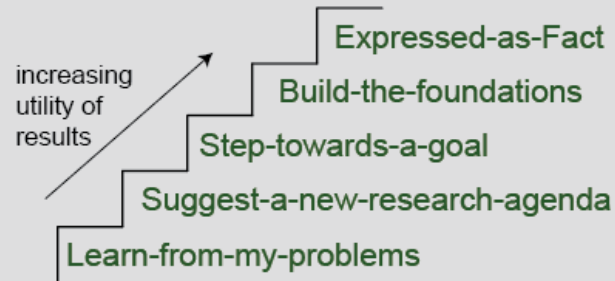 Expressed-as-Fact
increasing
utility of
results
Build-the-foundations
Step-towards-a-goal
Suggest-a-new-research-agenda
Learn-from-my-problems